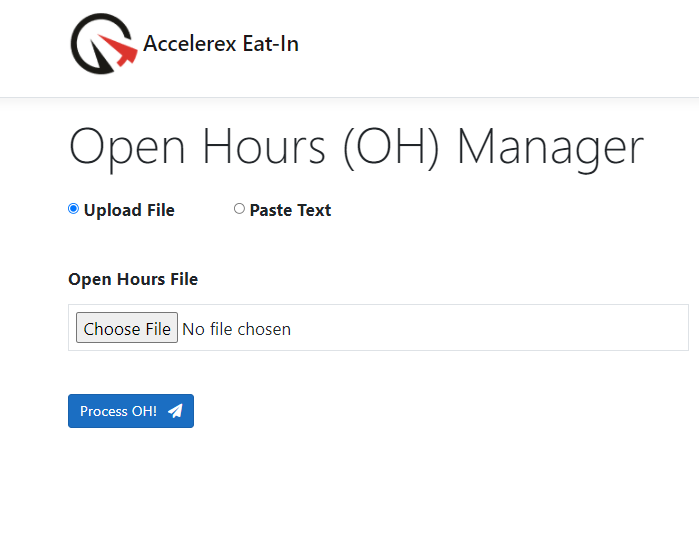 Accelerex Eat-In
Open Hours (OH) Manager
Upload File Paste Text
Open Hours File
Choose File No file chosen
Process OH!